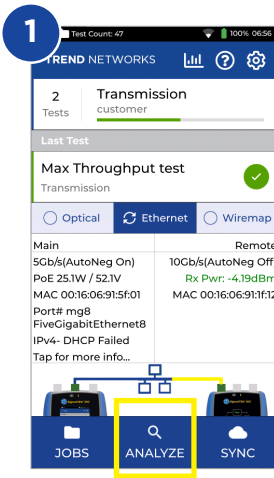 1
Test Count: 47
100% 06:56
TREND NETWORKS
2
Tests
Transmission
customer
Last Test
Max Throughput test
Transmission
Optical
Ethernet
Wiremap
Main
Remote
5Gb/s(AutoNeg On)
10Gb/s(AutoNeg Off
PoE 25.1W / 52.1V
Rx Pwr: -4.19dBm
MAC 00:16:06:91:5f:01
MAC 00:16:06:91:1f:12
Port# mg8
FiveGigabitEthernet8
IPv4- DHCP Failed
Tap for more info...
JOBS
ANALYZE
SYNC